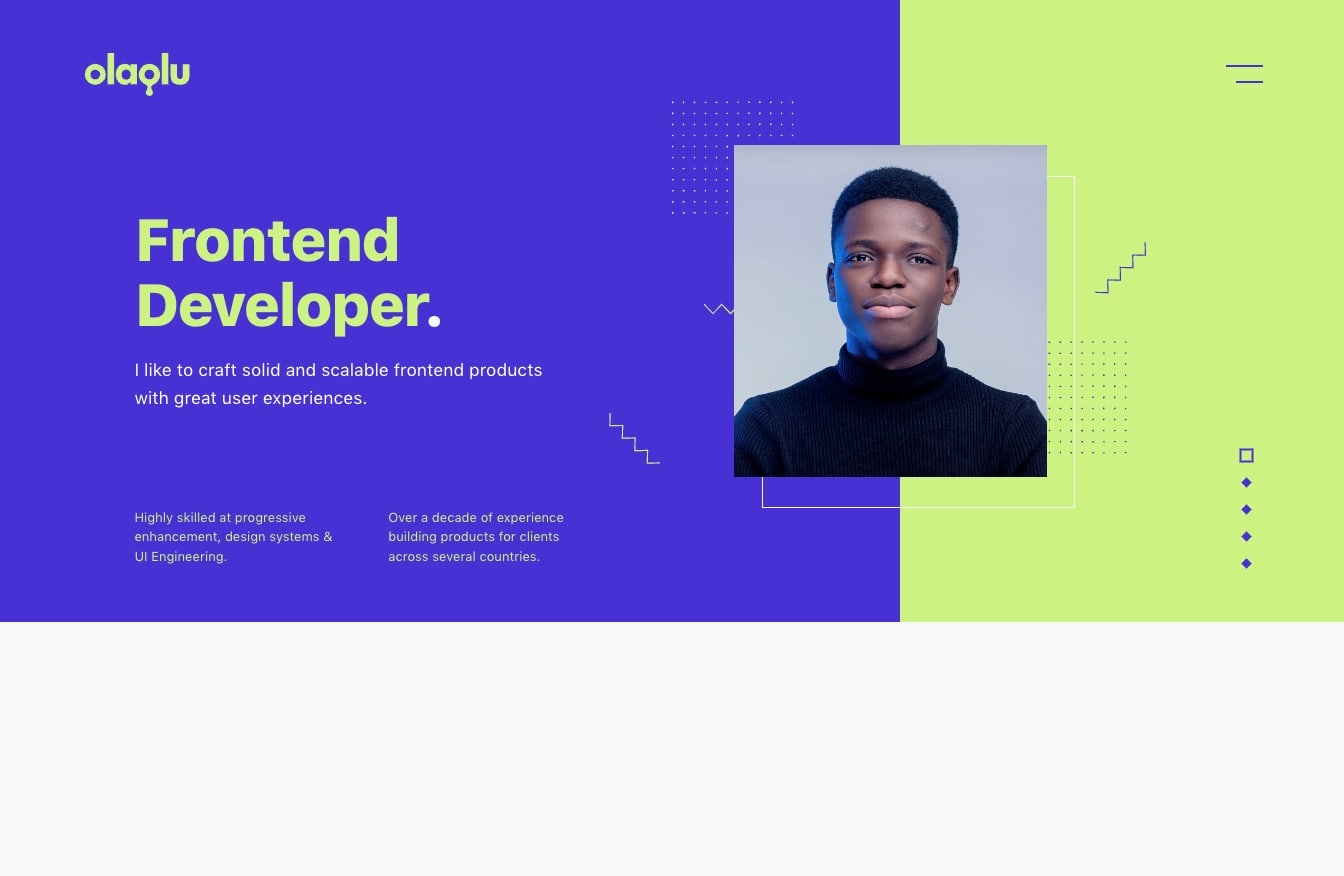 olaolu
Frontend
Developer.
I like to craft solid and scalable frontend products
with great user experiences.
Highly skilled at progressive
enhancement, design systems &
UI Engineering.
Over a decade of experience
building products for clients
across several countries.